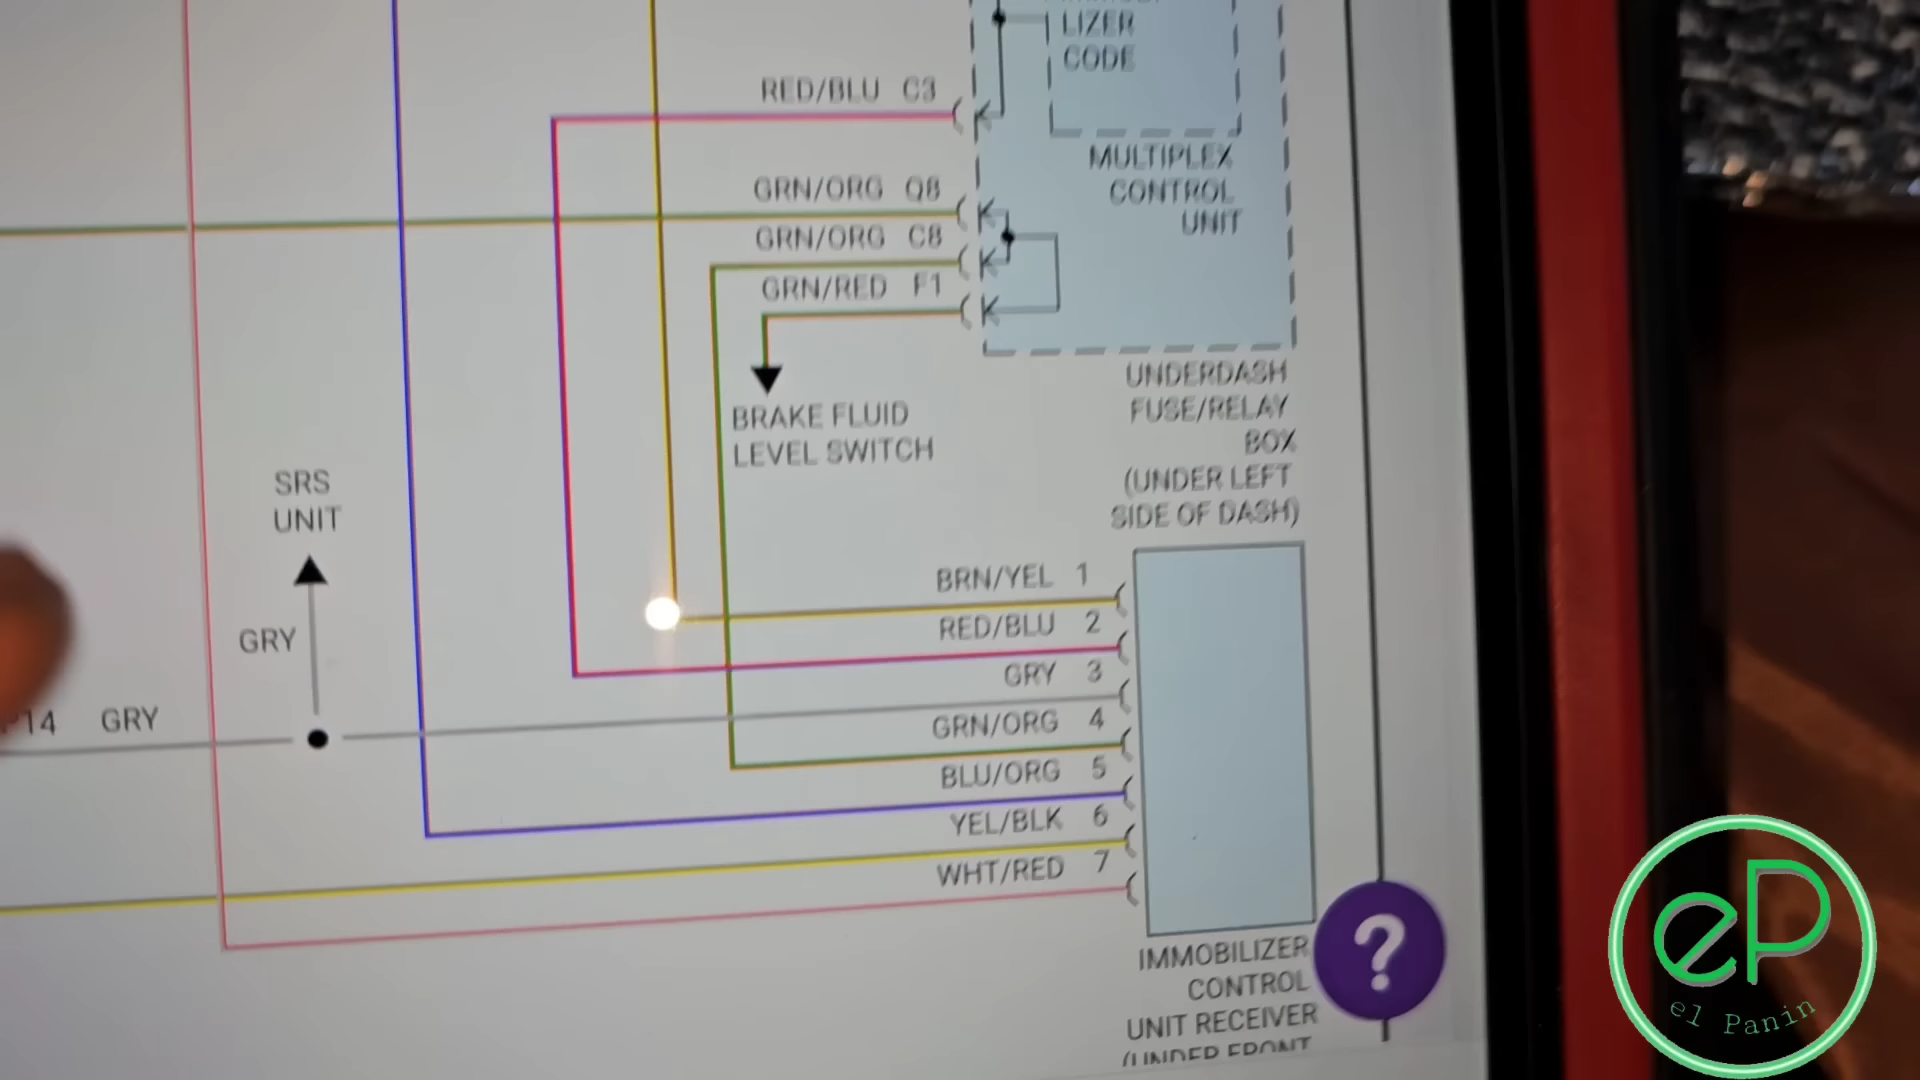 LIZER
CODE
RED/BLU C3
MULTIPLEX
CONTROL
UNIT
GRN/ORG Q8
GRN/ORG C8
GRN/RED F1
BRAKE FLUID
LEVEL SWITCH
UNDERDASH
FUSE/RELAY
BOX
(UNDER LEFT
SIDE OF DASH)
SRS
UNIT
GRY
14 GRY
BRN/YEL 1
RED/BLU 2
GRY 3
GRN/ORG 4
BLU/ORG 5
YEL/BLK 6
WHT/RED 7
IMMOBILIZER
CONTROL
UNIT RECEIVER
(UNDER FRONT
?
eP
el Panin